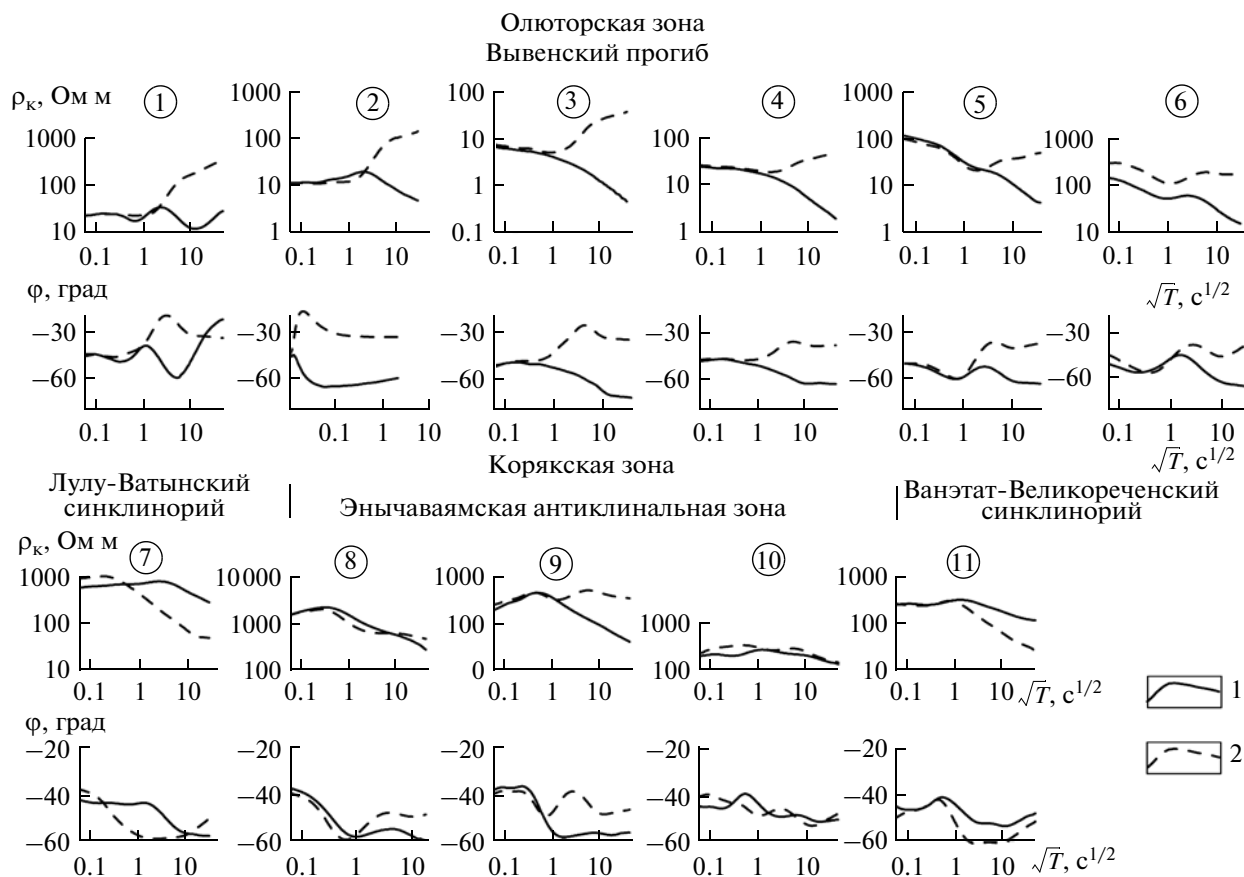 Олюторская зона
Вывенский прогиб
ρк, Ом м
1 2 3 4 5 6
1000 100 10
1000 100 10 1
100 10 1 0.1
1000 100 10 1
1000 100 10 1
1000 100 10
0.1 1 10 0.1 1 10 0.1 1 10 0.1 1 10 0.1 1 10 0.1 1 10
√T, с^1/2
φ, град
−30 −30 −30 −30 −30 −30
−60 −60 −60 −60 −60 −60
0.1 1 10 0.1 1 10 0.1 1 10 0.1 1 10 0.1 1 10 0.1 1 10
√T, с^1/2
Корякская зона
Лулу-Ватынский
синклинорий
Энычаваямская антиклинальная зона
Ванэтат-Великореченский
синклинорий
ρк, Ом м
7 8 9 10 11
1000 100 10
10 000 1000 100
1000 100 0
1000 100
1000 100 10
0.1 1 10 0.1 1 10 0.1 1 10 0.1 1 10 0.1 1 10
√T, с^1/2
φ, град
−20 −20 −20 −20 −20
−40 −40 −40 −40 −40
−60 −60 −60 −60 −60
0.1 1 10 0.1 1 10 0.1 1 10 0.1 1 10 0.1 1 10
√T, с^1/2
1
2